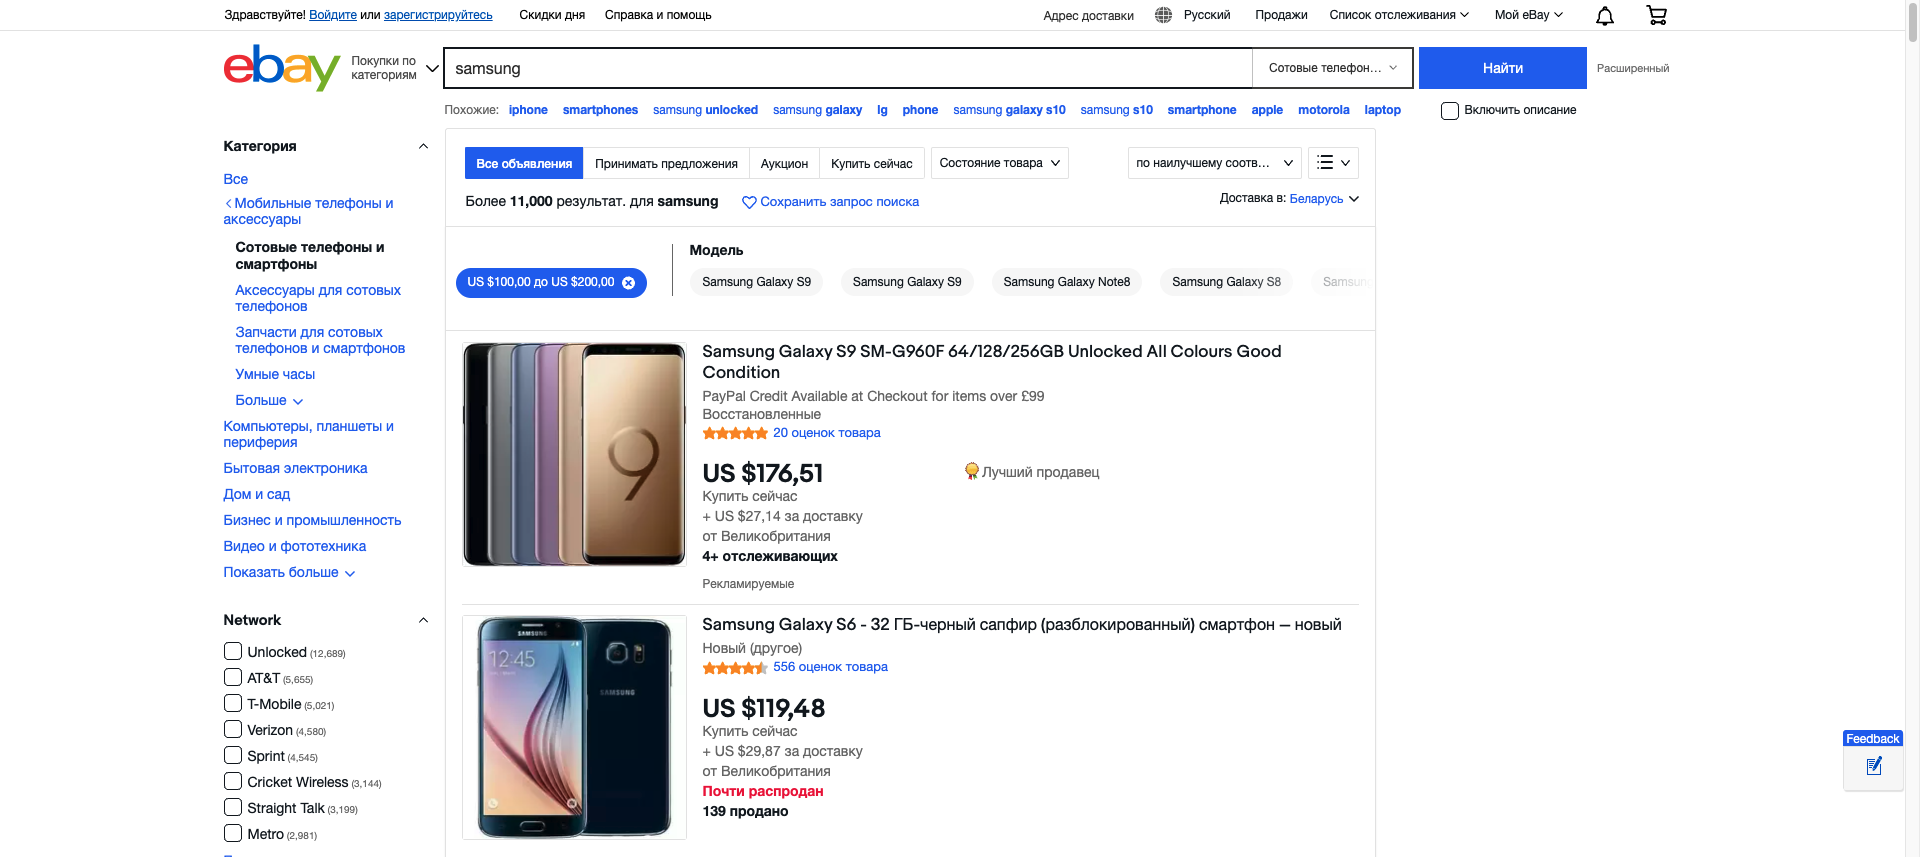 Здравствуйте! Войдите или зарегистрируйтесь
Скидки дня
Справка и помощь
Адрес доставки
Русский
Продажи
Список отслеживания
Мой eBay
ebay
Покупки по
категориям
samsung
Сотовые телефон...
Найти
Расширенный
Похожие: iphone smartphones samsung unlocked samsung galaxy lg phone samsung galaxy s10 samsung s10 smartphone apple motorola laptop
Включить описание
Категория
Все
Мобильные телефоны и
аксессуары
Сотовые телефоны и
смартфоны
Аксессуары для сотовых
телефонов
Запчасти для сотовых
телефонов и смартфонов
Умные часы
Больше
Компьютеры, планшеты и
периферия
Бытовая электроника
Дом и сад
Бизнес и промышленность
Видео и фототехника
Показать больше
Network
Unlocked (12,689)
AT&T (5,655)
T-Mobile (5,021)
Verizon (4,580)
Sprint (4,545)
Cricket Wireless (3,144)
Straight Talk (3,199)
Metro (2,981)
Все объявления
Принимать предложения
Аукцион
Купить сейчас
Состояние товара
по наилучшему соотв...
Более 11,000 результат. для samsung
Сохранить запрос поиска
Доставка в: Беларусь
US $100,00 до US $200,00
Модель
Samsung Galaxy S9
Samsung Galaxy S9
Samsung Galaxy Note8
Samsung Galaxy S8
9
Samsung Galaxy S9 SM-G960F 64/128/256GB Unlocked All Colours Good
Condition
PayPal Credit Available at Checkout for items over £99
Восстановленные
20 оценок товара
US $176,51
Лучший продавец
Купить сейчас
+ US $27,14 за доставку
от Великобритания
4+ отслеживающих
Рекламируемые
SAMSUNG
12:45
SAMSUNG
Samsung Galaxy S6 - 32 ГБ-черный сапфир (разблокированный) смартфон — новый
Новый (другое)
556 оценок товара
US $119,48
Купить сейчас
+ US $29,87 за доставку
от Великобритания
Почти распродан
139 продано
Feedback